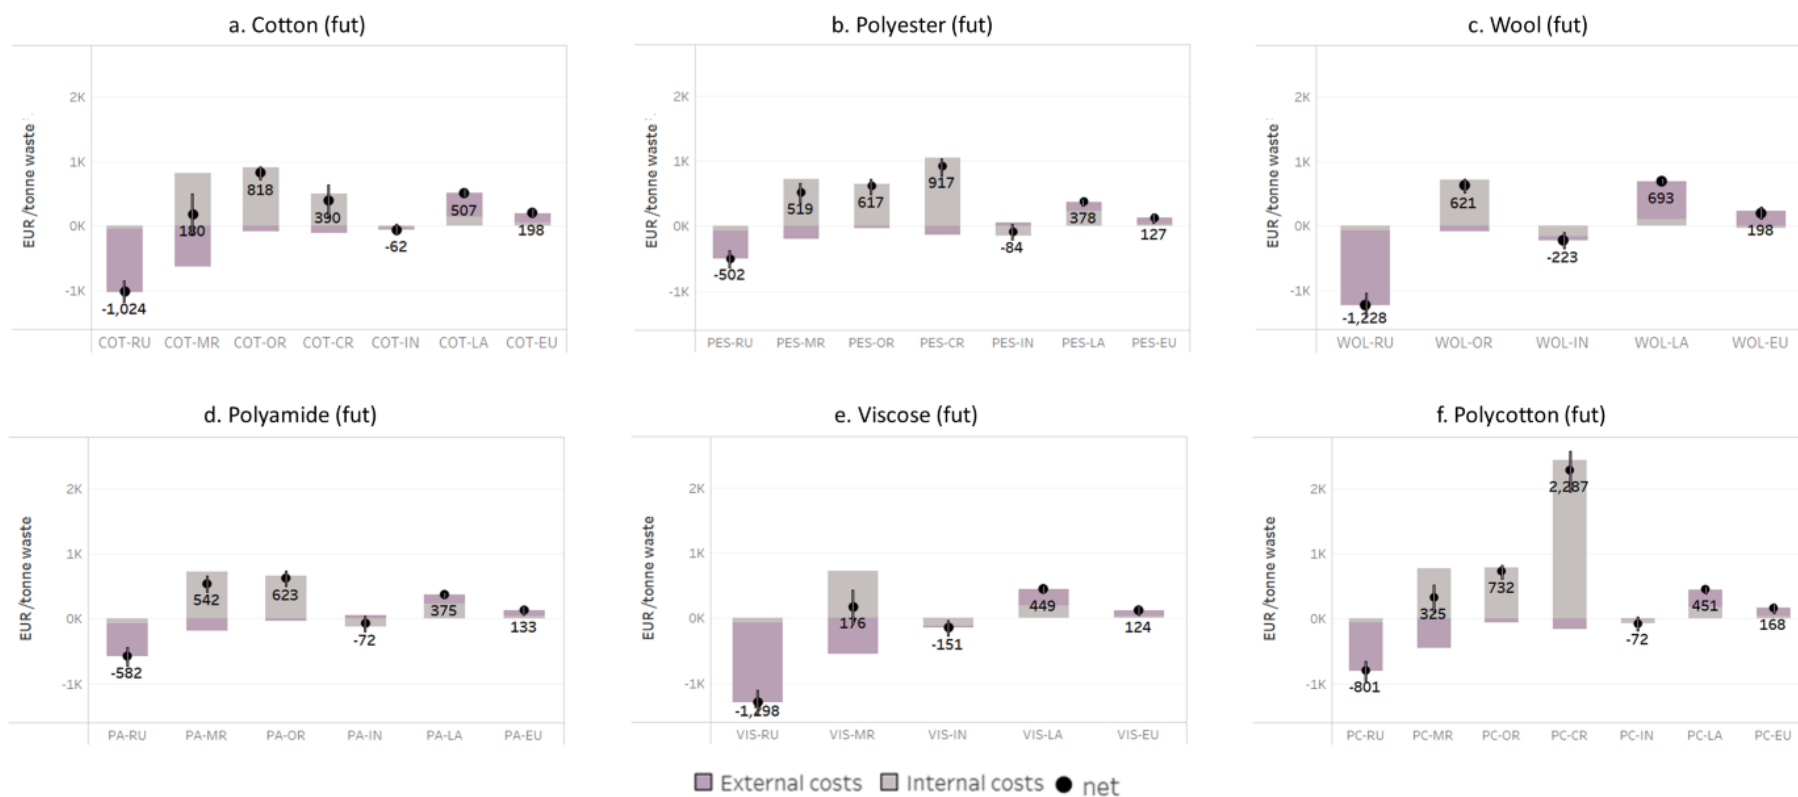 a. Cotton (fut)
EUR /tonne waste
2K
1K
0K
-1K
-1,024
180
818
390
-62
507
198
COT-RU COT-MR COT-OR COT-CR COT-IN COT-LA COT-EU
b. Polyester (fut)
EUR /tonne waste
2K
1K
0K
-1K
-502
519
617
917
-84
378
127
PES-RU PES-MR PES-OR PES-CR PES-IN PES-LA PES-EU
c. Wool (fut)
EUR /tonne waste
2K
1K
0K
-1K
-1,228
621
-223
693
198
WOL-RU WOL-OR WOL-IN WOL-LA WOL-EU
d. Polyamide (fut)
EUR /tonne waste
2K
1K
0K
-1K
-582
542
623
-72
375
133
PA-RU PA-MR PA-OR PA-IN PA-LA PA-EU
e. Viscose (fut)
EUR /tonne waste
2K
1K
0K
-1K
-1,298
176
-151
449
124
VIS-RU VIS-MR VIS-IN VIS-LA VIS-EU
f. Polycotton (fut)
EUR /tonne waste
2K
1K
0K
-1K
-801
325
732
2,287
-72
451
168
PC-RU PC-MR PC-OR PC-CR PC-IN PC-LA PC-EU
External costs Internal costs net